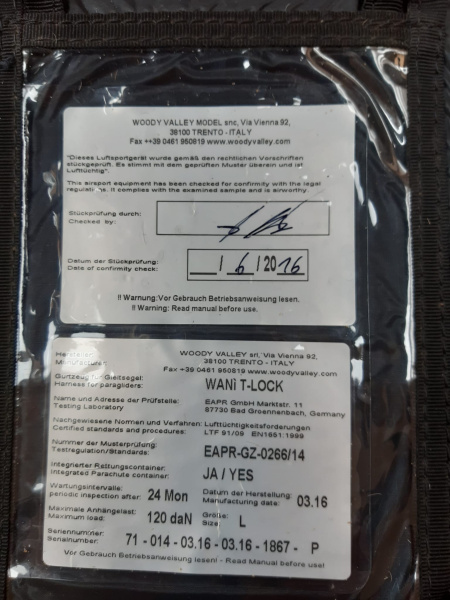 WOODY VALLEY MODEL snc, Via Vienna 92,
38100 TRENTO - ITALY
Fax ++39 0461 950819 www.woodyvalley.com
"Dieses Luftsportgerät wurde gemäß den rechtlichen Vorschriften
stückgeprüft. Es stimmt mit dem geprüften Muster überein und ist
Lufttüchtig".
This airsport equipment has been checked for conformity with the legal
regulations. It complies with the examined sample and is airworthy.
Stückprüfung durch:
Checked by:
Datum der Stückprüfung:
Date of confirmity check:
__/ 6 / 2016
!! Warnung: Vor Gebrauch Betriebsanweisung lesen.
!! Warning: Read manual before use.
Hersteller
Manufacturer
WOODY VALLEY srl, Via Vienna 92,
38100 TRENTO - ITALY
Fax +39 0461 950819 www.woodyvalley.com
Gurtzeug für Gleitsegel:
Harness for paragliders:
WANi T-LOCK
Name und Adresse der Prüfstelle:
Testing Laboratory
EAPR GmbH Marktstr. 11
87730 Bad Groennenbach, Germany
Nachgewiesene Normen und Verfahren: Lufttüchtigkeitsforderungen
Certified standards and procedures: LTF 91/09 EN1651:1999
Nummer der Musterprüfung:
Testregulation/Standards:
EAPR-GZ-0266/14
Integrierter Rettungscontainer:
Integrated Parachute container:
JA / YES
Wartungsintervalle:
periodic inspection after:
24 Mon
Datum der Herstellung:
Manufacturing date:
03.16
Maximale Anhängelast:
Maximum load:
120 daN
Größe:
Size:
L
Seriennummer:
Serialnumber:
71 - 014 - 03.16 - 03.16 - 1867 - P
Vor Gebrauch Betriebsanweisung lesen! - Read Manual before use!